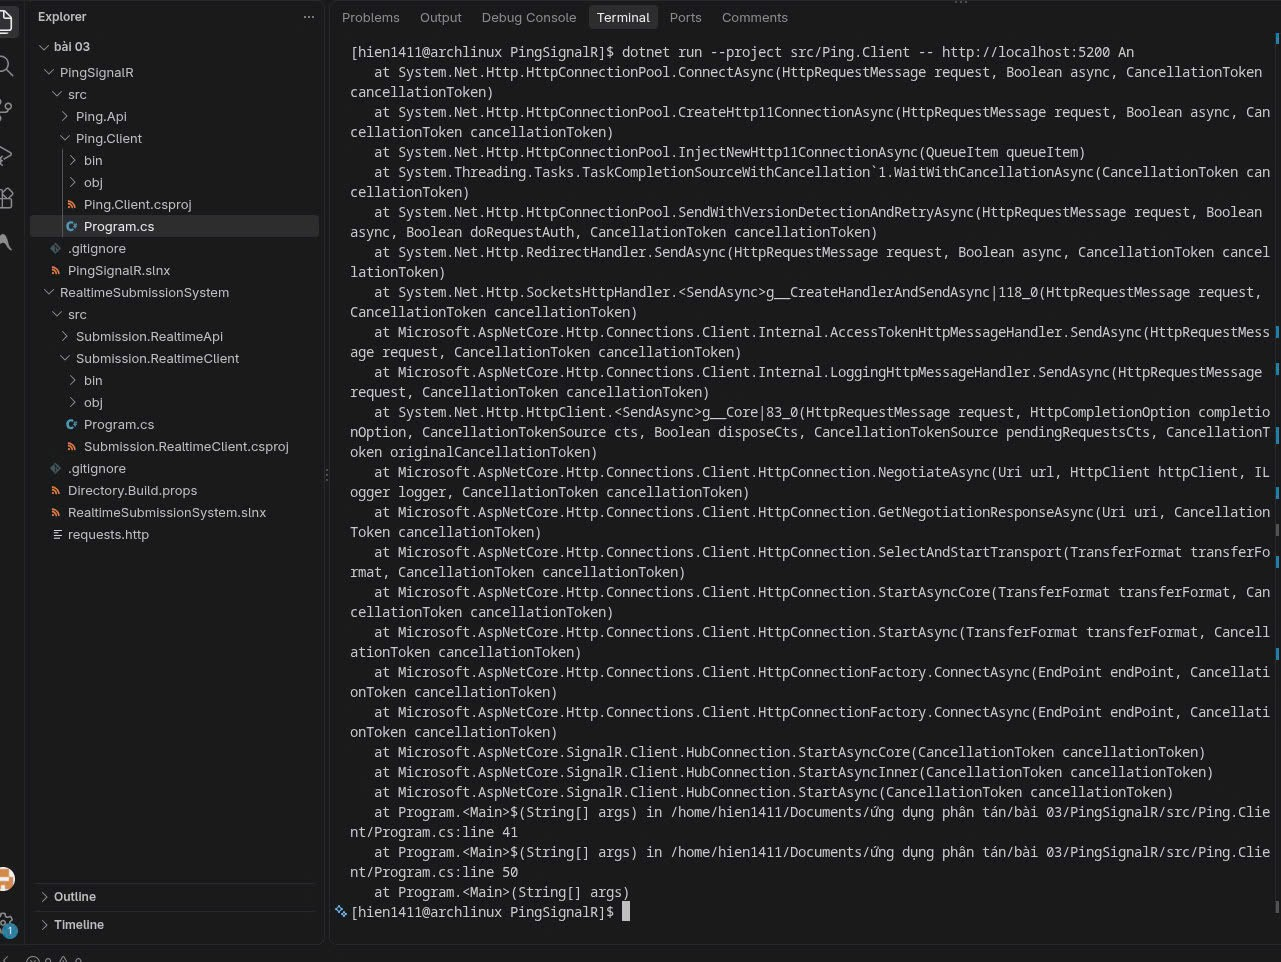 Explorer
bài 03
PingSignalR
src
Ping.Api
Ping.Client
bin
obj
Ping.Client.csproj
Program.cs
.gitignore
PingSignalR.slnx
RealtimeSubmissionSystem
src
Submission.RealtimeApi
Submission.RealtimeClient
bin
obj
Program.cs
Submission.RealtimeClient.csproj
.gitignore
Directory.Build.props
RealtimeSubmissionSystem.slnx
requests.http
Outline
Timeline
1
Problems Output Debug Console Terminal Ports Comments
[hien1411@archlinux PingSignalR]$ dotnet run --project src/Ping.Client -- http://localhost:5200 An
at System.Net.Http.HttpConnectionPool.ConnectAsync(HttpRequestMessage request, Boolean async, CancellationToken
cancellationToken)
at System.Net.Http.HttpConnectionPool.CreateHttp11ConnectionAsync(HttpRequestMessage request, Boolean async, Can
cellationToken cancellationToken)
at System.Net.Http.HttpConnectionPool.InjectNewHttp11ConnectionAsync(QueueItem queueItem)
at System.Threading.Tasks.TaskCompletionSourceWithCancellation`1.WaitWithCancellationAsync(CancellationToken can
cellationToken)
at System.Net.Http.HttpConnectionPool.SendWithVersionDetectionAndRetryAsync(HttpRequestMessage request, Boolean
async, Boolean doRequestAuth, CancellationToken cancellationToken)
at System.Net.Http.RedirectHandler.SendAsync(HttpRequestMessage request, Boolean async, CancellationToken cancel
lationToken)
at System.Net.Http.SocketsHttpHandler.<SendAsync>g__CreateHandlerAndSendAsync|118_0(HttpRequestMessage request,
CancellationToken cancellationToken)
at Microsoft.AspNetCore.Http.Connections.Client.Internal.AccessTokenHttpMessageHandler.SendAsync(HttpRequestMess
age request, CancellationToken cancellationToken)
at Microsoft.AspNetCore.Http.Connections.Client.Internal.LoggingHttpMessageHandler.SendAsync(HttpRequestMessage
request, CancellationToken cancellationToken)
at System.Net.Http.HttpClient.<SendAsync>g__Core|83_0(HttpRequestMessage request, HttpCompletionOption completio
nOption, CancellationTokenSource cts, Boolean disposeCts, CancellationTokenSource pendingRequestsCts, CancellationT
oken originalCancellationToken)
at Microsoft.AspNetCore.Http.Connections.Client.HttpConnection.NegotiateAsync(Uri url, HttpClient httpClient, IL
ogger logger, CancellationToken cancellationToken)
at Microsoft.AspNetCore.Http.Connections.Client.HttpConnection.GetNegotiationResponseAsync(Uri uri, Cancellation
Token cancellationToken)
at Microsoft.AspNetCore.Http.Connections.Client.HttpConnection.SelectAndStartTransport(TransferFormat transferFo
rmat, CancellationToken cancellationToken)
at Microsoft.AspNetCore.Http.Connections.Client.HttpConnection.StartAsyncCore(TransferFormat transferFormat, Can
cellationToken cancellationToken)
at Microsoft.AspNetCore.Http.Connections.Client.HttpConnection.StartAsync(TransferFormat transferFormat, Cancell
ationToken cancellationToken)
at Microsoft.AspNetCore.Http.Connections.Client.HttpConnectionFactory.ConnectAsync(EndPoint endPoint, Cancellati
onToken cancellationToken)
at Microsoft.AspNetCore.Http.Connections.Client.HttpConnectionFactory.ConnectAsync(EndPoint endPoint, Cancellati
onToken cancellationToken)
at Microsoft.AspNetCore.SignalR.Client.HubConnection.StartAsyncCore(CancellationToken cancellationToken)
at Microsoft.AspNetCore.SignalR.Client.HubConnection.StartAsyncInner(CancellationToken cancellationToken)
at Microsoft.AspNetCore.SignalR.Client.HubConnection.StartAsync(CancellationToken cancellationToken)
at Program.<Main>$(String[] args) in /home/hien1411/Documents/ứng dụng phân tán/bài 03/PingSignalR/src/Ping.Clie
nt/Program.cs:line 41
at Program.<Main>$(String[] args) in /home/hien1411/Documents/ứng dụng phân tán/bài 03/PingSignalR/src/Ping.Clie
nt/Program.cs:line 50
at Program.<Main>(String[] args)
[hien1411@archlinux PingSignalR]$